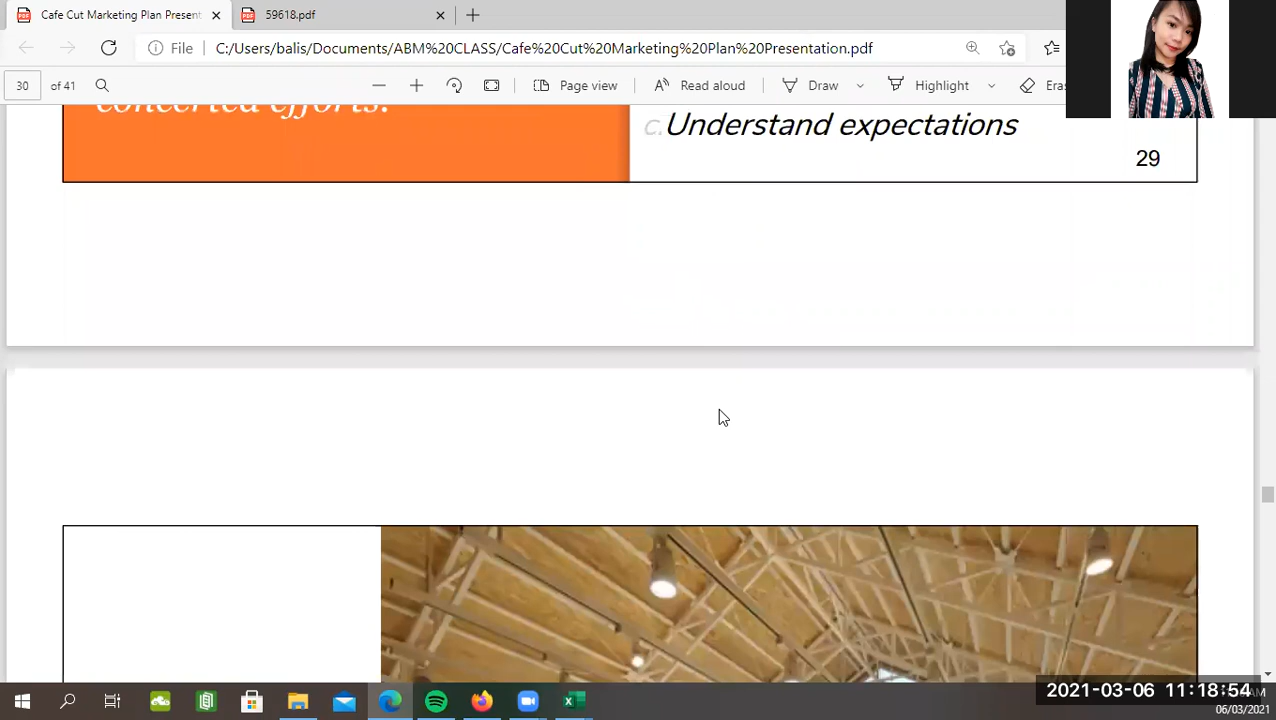 Cafe Cut Marketing Plan Present
59618.pdf
File
C:/Users/balis/Documents/ABM%20CLASS/Cafe%20Cut%20Marketing%20Plan%20Presentation.pdf
30 of 41
Page view
Read aloud
Draw
Highlight
Eras
concerted efforts.
c.Understand expectations
29
2021-03-06 11:18:54
06/03/2021